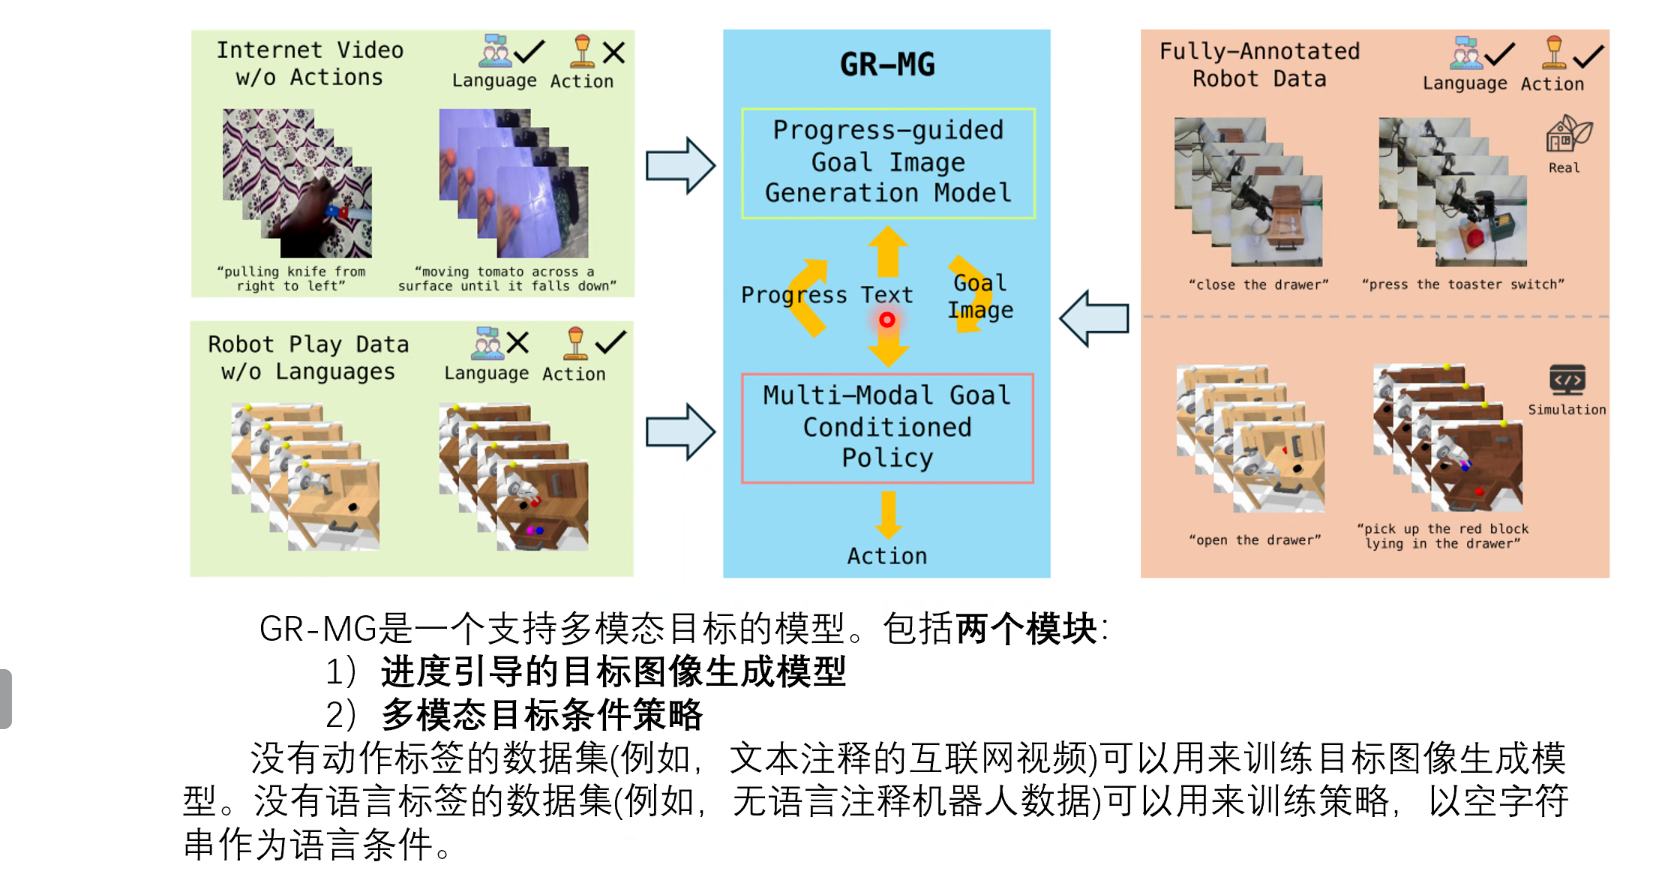 Internet Video
w/o Actions
Language
Action
“pulling knife from
right to left”
“moving tomato across a
surface until it falls down”
Robot Play Data
w/o Languages
Language
Action
GR-MG
Progress-guided
Goal Image
Generation Model
Progress
Text
Goal
Image
Multi-Modal Goal
Conditioned
Policy
Action
Fully-Annotated
Robot Data
Language
Action
Real
“close the drawer”
“press the toaster switch”
Simulation
“open the drawer”
“pick up the red block
lying in the drawer”
GR-MG是一个支持多模态目标的模型。包括两个模块：
1）进度引导的目标图像生成模型
2）多模态目标条件策略
没有动作标签的数据集(例如，文本注释的互联网视频)可以用来训练目标图像生成模
型。没有语言标签的数据集(例如，无语言注释机器人数据)可以用来训练策略，以空字符
串作为语言条件。